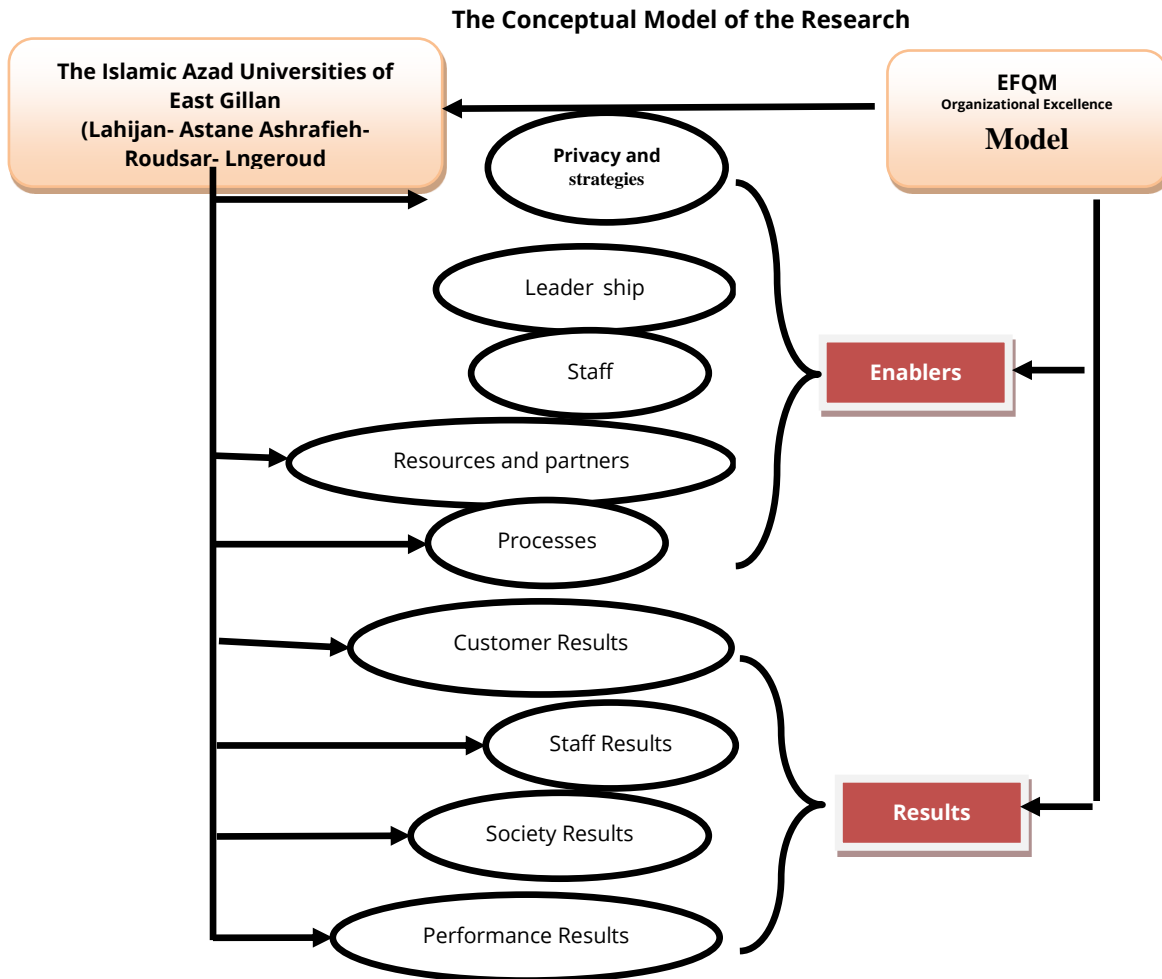 The Conceptual Model of the Research
The Islamic Azad Universities of
East Gillan
(Lahijan- Astane Ashrafieh-
Roudsar- Lngeroud
EFQM
Organizational Excellence
Model
Privacy and
strategies
Leader ship
Staff
Enablers
Resources and partners
Processes
Customer Results
Staff Results
Results
Society Results
Performance Results